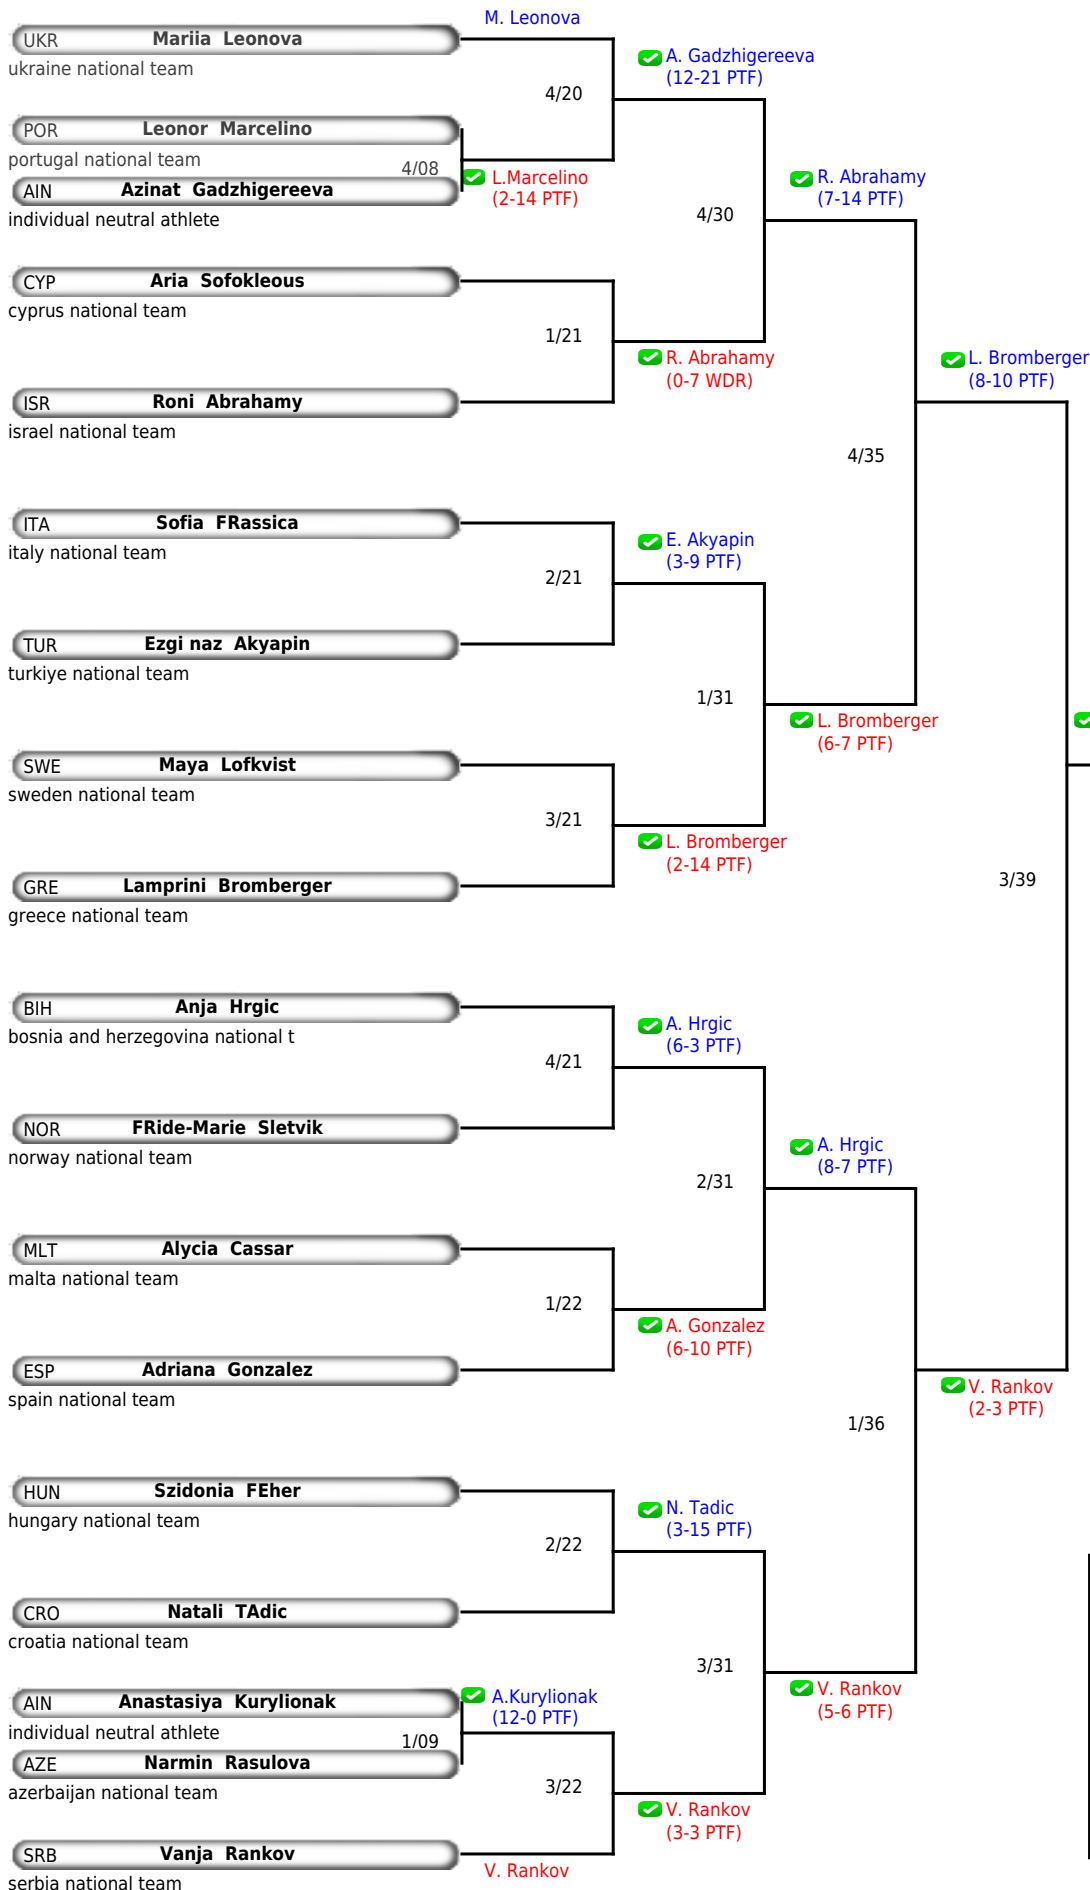 M. Leonova
UKR Mariia Leonova
ukraine national team
A. Gadzhigereeva
(12-21 PTF)
4/20
POR Leonor Marcelino
portugal national team
4/08
L.Marcelino
(2-14 PTF)
AIN Azinat Gadzhigereeva
individual neutral athlete
R. Abrahamy
(7-14 PTF)
4/30
CYP Aria Sofokleous
cyprus national team
1/21
R. Abrahamy
(0-7 WDR)
L. Bromberger
(8-10 PTF)
ISR Roni Abrahamy
israel national team
4/35
ITA Sofia FRassica
italy national team
E. Akyapin
(3-9 PTF)
2/21
TUR Ezgi naz Akyapin
turkiye national team
1/31
L. Bromberger
(6-7 PTF)
SWE Maya Lofkvist
sweden national team
3/21
L. Bromberger
(2-14 PTF)
3/39
GRE Lamprini Bromberger
greece national team
BIH Anja Hrgic
bosnia and herzegovina national t
A. Hrgic
(6-3 PTF)
4/21
NOR FRide-Marie Sletvik
norway national team
A. Hrgic
(8-7 PTF)
2/31
MLT Alycia Cassar
malta national team
1/22
A. Gonzalez
(6-10 PTF)
ESP Adriana Gonzalez
spain national team
V. Rankov
(2-3 PTF)
1/36
HUN Szidonia FEher
hungary national team
N. Tadic
(3-15 PTF)
2/22
CRO Natali TAdic
croatia national team
3/31
V. Rankov
(5-6 PTF)
AIN Anastasiya Kurylionak
individual neutral athlete
A.Kurylionak
(12-0 PTF)
1/09
AZE Narmin Rasulova
azerbaijan national team
3/22
V. Rankov
(3-3 PTF)
SRB Vanja Rankov
serbia national team
V. Rankov